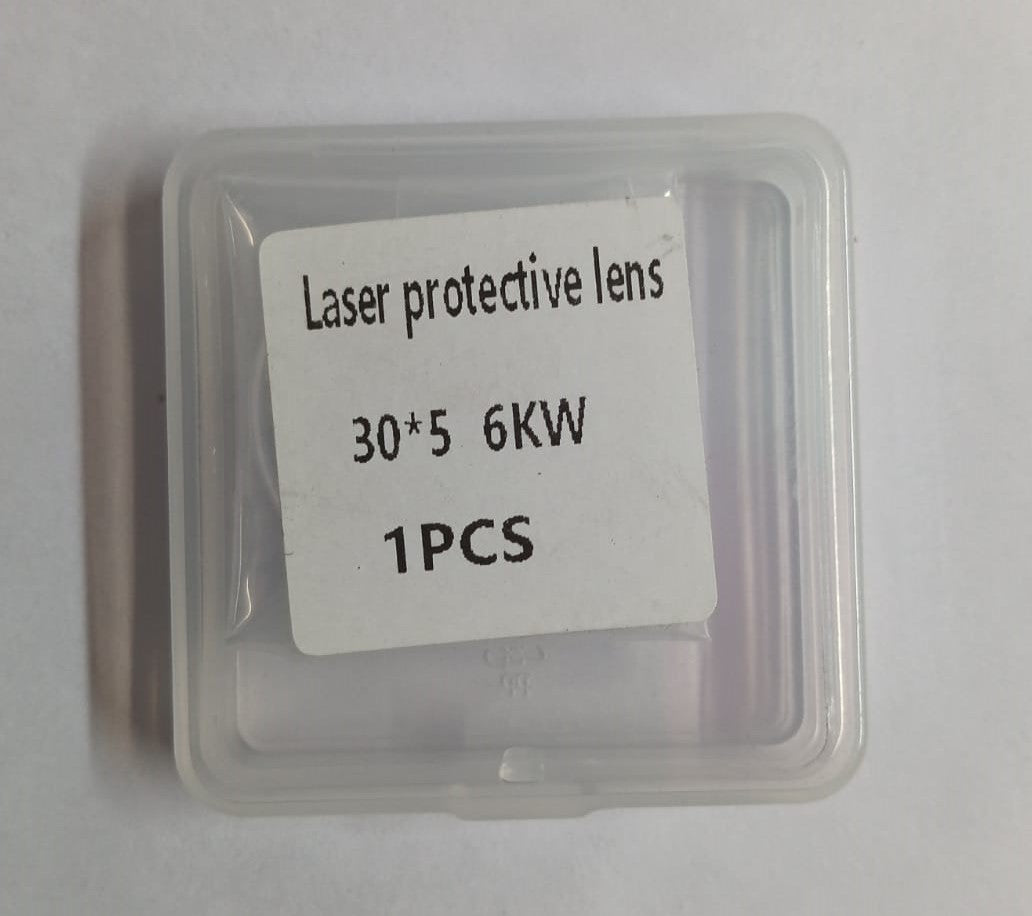 Laser protective lens
30*5 6KW
1PCS